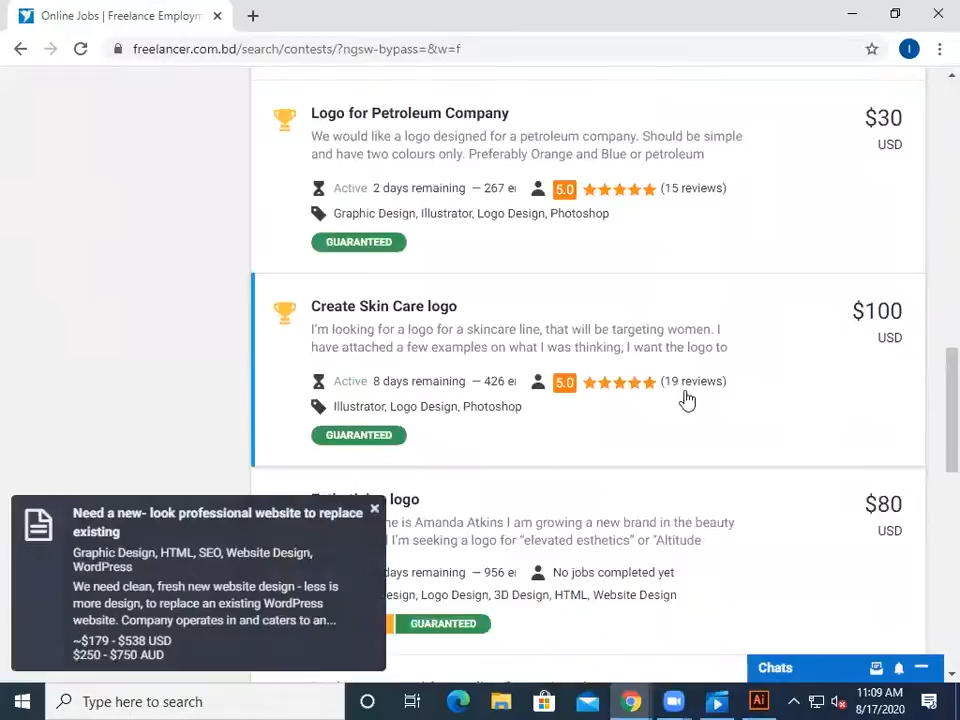 Online Jobs | Freelance Employm
freelancer.com.bd/search/contests/?ngsw-bypass=&w=f
I
Logo for Petroleum Company
$30
We would like a logo designed for a petroleum company. Should be simple
and have two colours only. Preferably Orange and Blue or petroleum
USD
Active 2 days remaining — 267 e
5.0
(15 reviews)
Graphic Design, Illustrator, Logo Design, Photoshop
GUARANTEED
Create Skin Care logo
$100
I'm looking for a logo for a skincare line, that will be targeting women. I
have attached a few examples on what I was thinking; I want the logo to
USD
Active 8 days remaining — 426 e
5.0
(19 reviews)
Illustrator, Logo Design, Photoshop
GUARANTEED
logo
$80
ne is Amanda Atkins I am growing a new brand in the beauty
I'm seeking a logo for “elevated esthetics” or “Altitude
USD
days remaining — 956 e
No jobs completed yet
esign, Logo Design, 3D Design, HTML, Website Design
GUARANTEED
Need a new- look professional website to replace
existing
Graphic Design, HTML, SEO, Website Design,
WordPress
We need clean, fresh new website design - less is
more design, to replace an existing WordPress
website. Company operates in and caters to an...
~$179 - $538 USD
$250 - $750 AUD
Chats
Type here to search
Ai
11:09 AM
8/17/2020